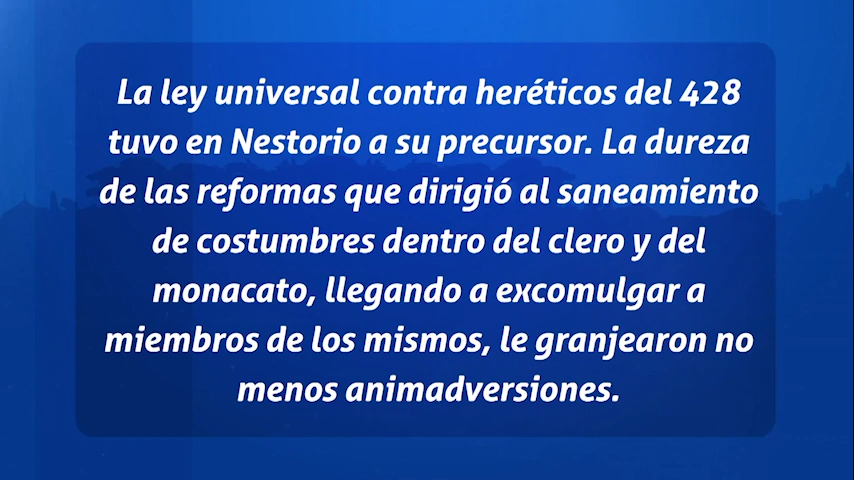 La ley universal contra heréticos del 428
tuvo en Nestorio a su precursor. La dureza
de las reformas que dirigió al saneamiento
de costumbres dentro del clero y del
monacato, llegando a excomulgar a
miembros de los mismos, le granjearon no
menos animadversiones.